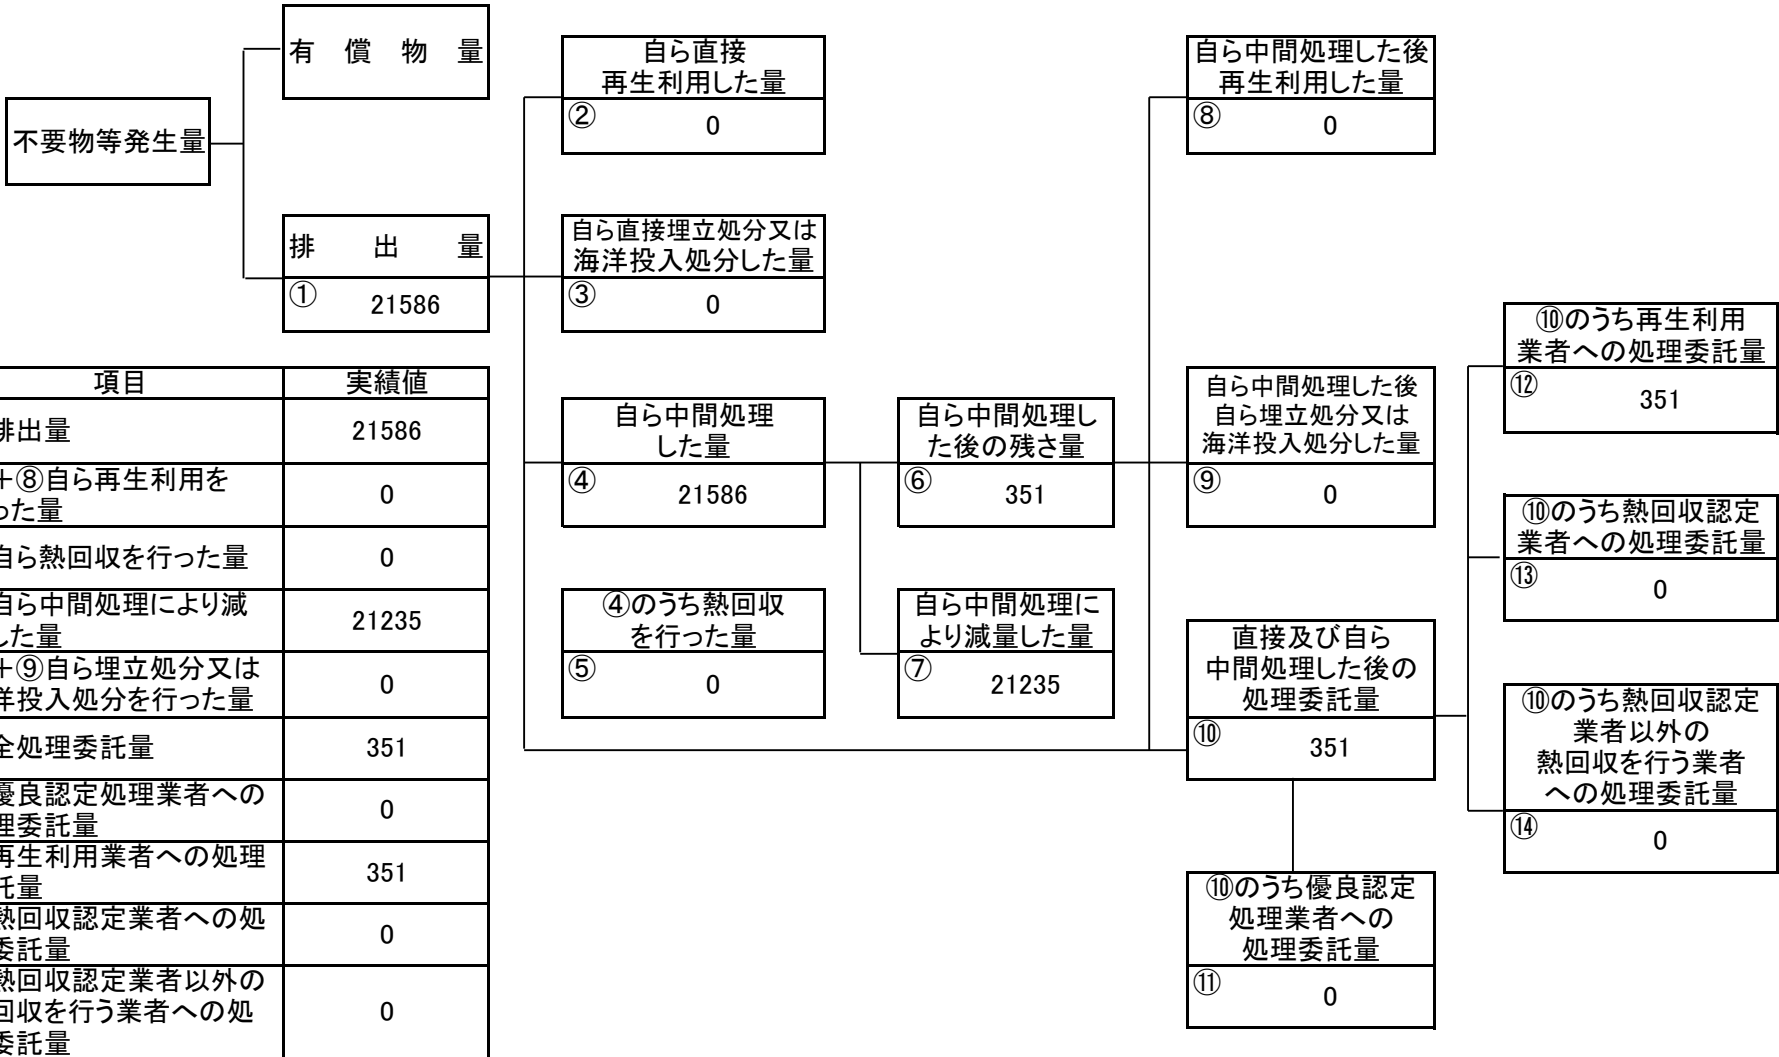 不要物等発生量
有償物量
排出量
①
21586
自ら直接
再生利用した量
②
0
自ら直接埋立処分又は
海洋投入処分した量
③
0
自ら中間処理
した量
④
21586
④のうち熱回収
を行った量
⑤
0
自ら中間処理し
た後の残さ量
⑥
351
自ら中間処理に
より減量した量
⑦
21235
自ら中間処理した後
再生利用した量
⑧
0
自ら中間処理した後
自ら埋立処分又は
海洋投入処分した量
⑨
0
直接及び自ら
中間処理した後の
処理委託量
⑩
351
⑩のうち優良認定
処理業者への
処理委託量
⑪
0
⑩のうち再生利用
業者への処理委託量
⑫
351
⑩のうち熱回収認定
業者への処理委託量
⑬
0
⑩のうち熱回収認定
業者以外の
熱回収を行う業者
への処理委託量
⑭
0
項目
実績値
排出量
21586
+⑧自ら再生利用を
った量
0
自ら熱回収を行った量
0
自ら中間処理により減
した量
21235
+⑨自ら埋立処分又は
洋投入処分を行った量
0
全処理委託量
351
優良認定処理業者への
理委託量
0
再生利用業者への処理
託量
351
熱回収認定業者への処
委託量
0
熱回収認定業者以外の
回収を行う業者への処
委託量
0